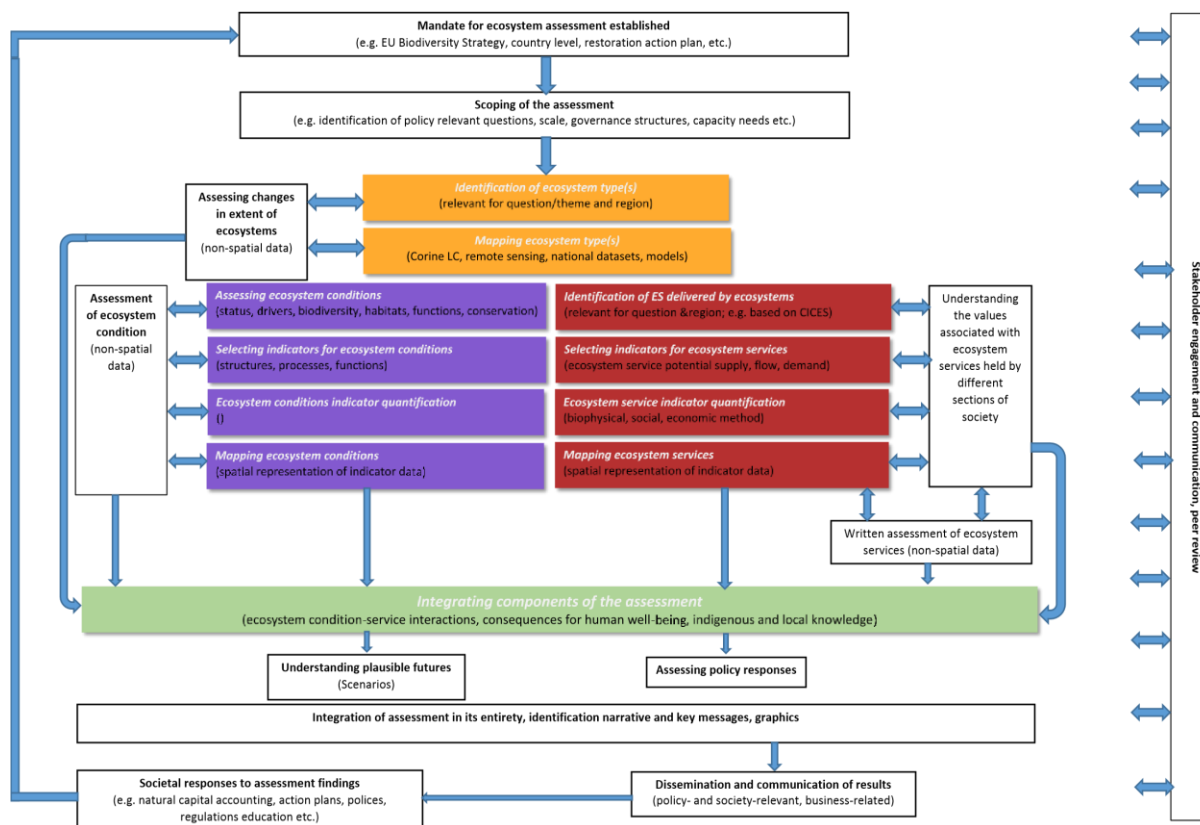 Mandate for ecosystem assessment established
(e.g. EU Biodiversity Strategy, country level, restoration action plan, etc.)
Scoping of the assessment
(e.g. identification of policy relevant questions, scale, governance structures, capacity needs etc.)
Assessing changes
in extent of
ecosystems
(non-spatial data)
Identification of ecosystem type(s)
(relevant for question/theme and region)
Mapping ecosystem type(s)
(Corine LC, remote sensing, national datasets, models)
Assessment
of ecosystem
condition
(non-spatial
data)
Assessing ecosystem conditions
(status, drivers, biodiversity, habitats, functions, conservation)
Selecting indicators for ecosystem conditions
(structures, processes, functions)
Ecosystem conditions indicator quantification
()
Mapping ecosystem conditions
(spatial representation of indicator data)
Identification of ES delivered by ecosystems
(relevant for question &region; e.g. based on CICES)
Selecting indicators for ecosystem services
(ecosystem service potential supply, flow, demand)
Ecosystem service indicator quantification
(biophysical, social, economic method)
Mapping ecosystem services
(spatial representation of indicator data)
Understanding
the values
associated with
ecosystem
services held by
different
sections of
society
Written assessment of ecosystem
services (non-spatial data)
Integrating components of the assessment
(ecosystem condition-service interactions, consequences for human well-being, indigenous and local knowledge)
Understanding plausible futures
(Scenarios)
Assessing policy responses
Integration of assessment in its entirety, identification narrative and key messages, graphics
Societal responses to assessment findings
(e.g. natural capital accounting, action plans, polices,
regulations education etc.)
Dissemination and communication of results
(policy- and society-relevant, business-related)
Stakeholder engagement and communication, peer review